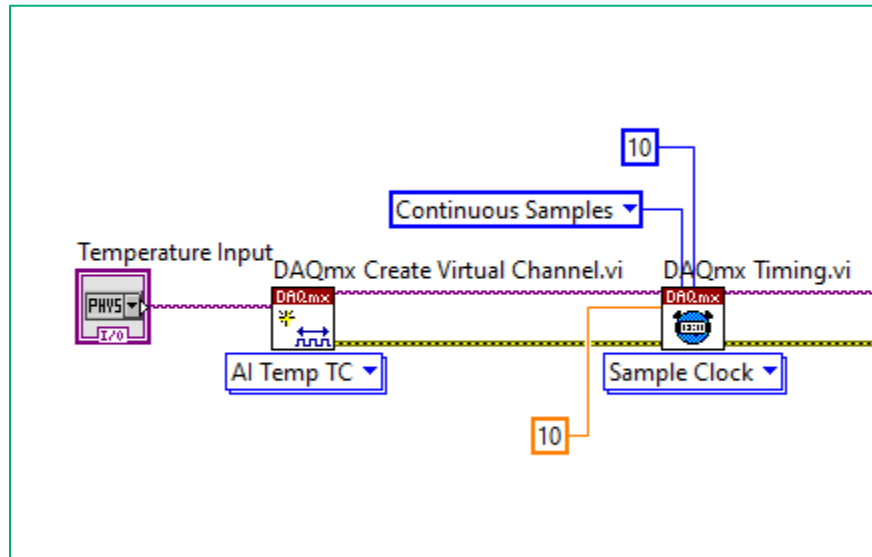 10
Continuous Samples
Temperature Input
DAQmx Create Virtual Channel.vi
DAQmx Timing.vi
PHYS
I/O
DAQmx
DAQmx
AI Temp TC
Sample Clock
10